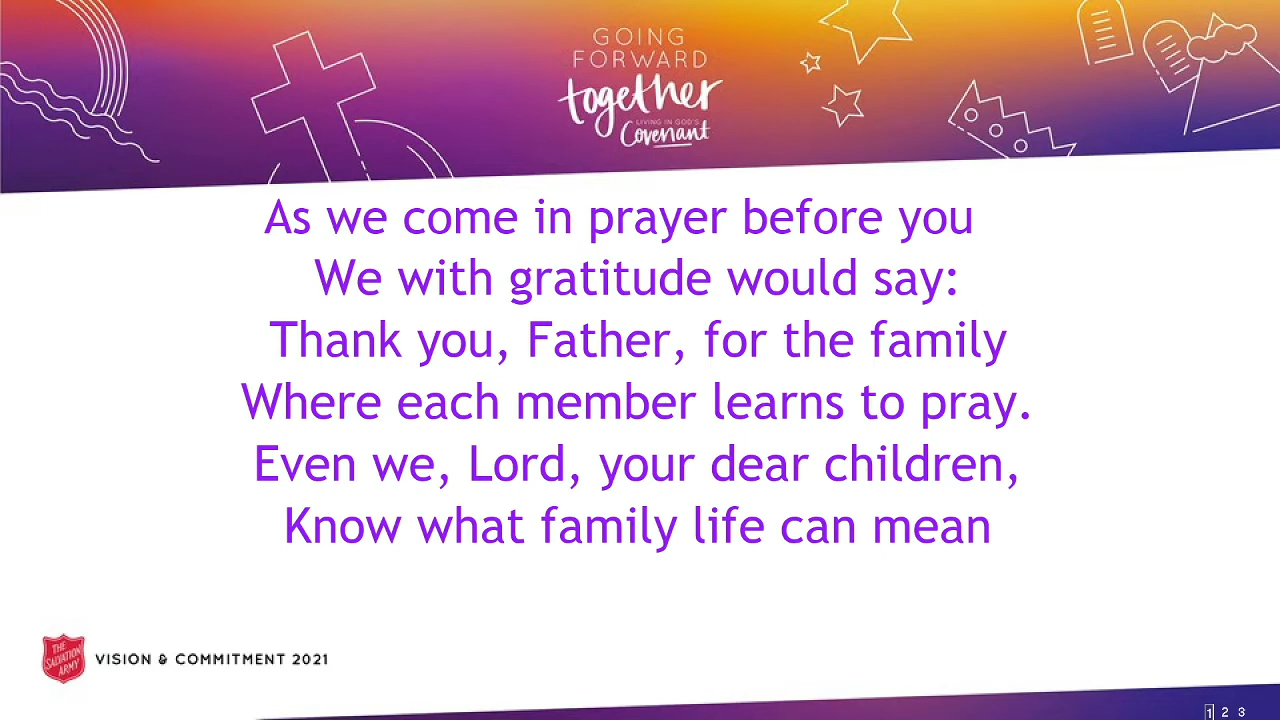 GOING
FORWARD
together
LIVING IN GOD'S
Covenant
As we come in prayer before you
We with gratitude would say:
Thank you, Father, for the family
Where each member learns to pray.
Even we, Lord, your dear children,
Know what family life can mean
THE
SALVATION
ARMY
VISION & COMMITMENT 2021
1 2 3